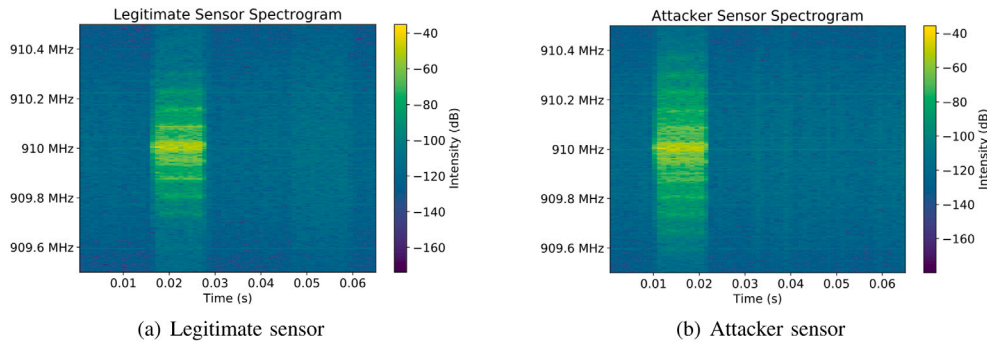 Legitimate Sensor Spectrogram
910.4 MHz
910.2 MHz
910 MHz
909.8 MHz
909.6 MHz
0.01 0.02 0.03 0.04 0.05 0.06
Time (s)
−40
−60
−80
−100
−120
−140
−160
Intensity (dB)
(a) Legitimate sensor
Attacker Sensor Spectrogram
910.4 MHz
910.2 MHz
910 MHz
909.8 MHz
909.6 MHz
0.01 0.02 0.03 0.04 0.05 0.06
Time (s)
−40
−60
−80
−100
−120
−140
−160
Intensity (dB)
(b) Attacker sensor